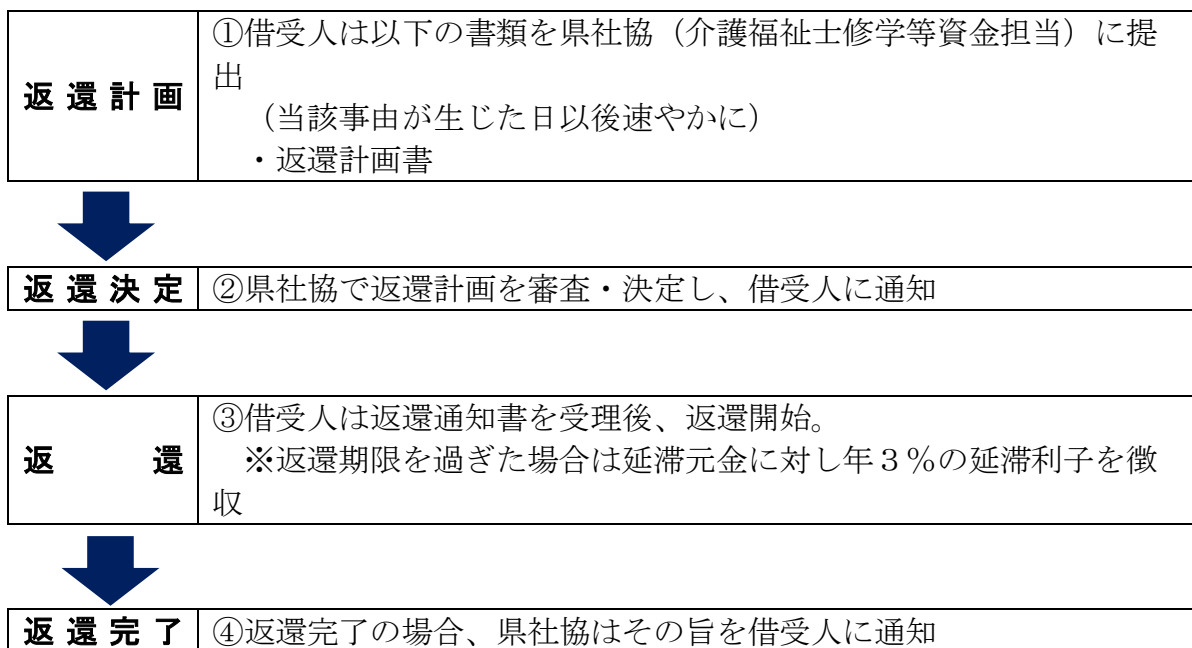 返還計画
①借受人は以下の書類を県社協（介護福祉士修学等資金担当）に提
出
（当該事由が生じた日以後速やかに）
・返還計画書
返還決定
②県社協で返還計画を審査・決定し、借受人に通知
返還
③借受人は返還通知書を受理後、返還開始。
※返還期限を過ぎた場合は延滞元金に対し年３％の延滞利子を徴
収
返還完了
④返還完了の場合、県社協はその旨を借受人に通知